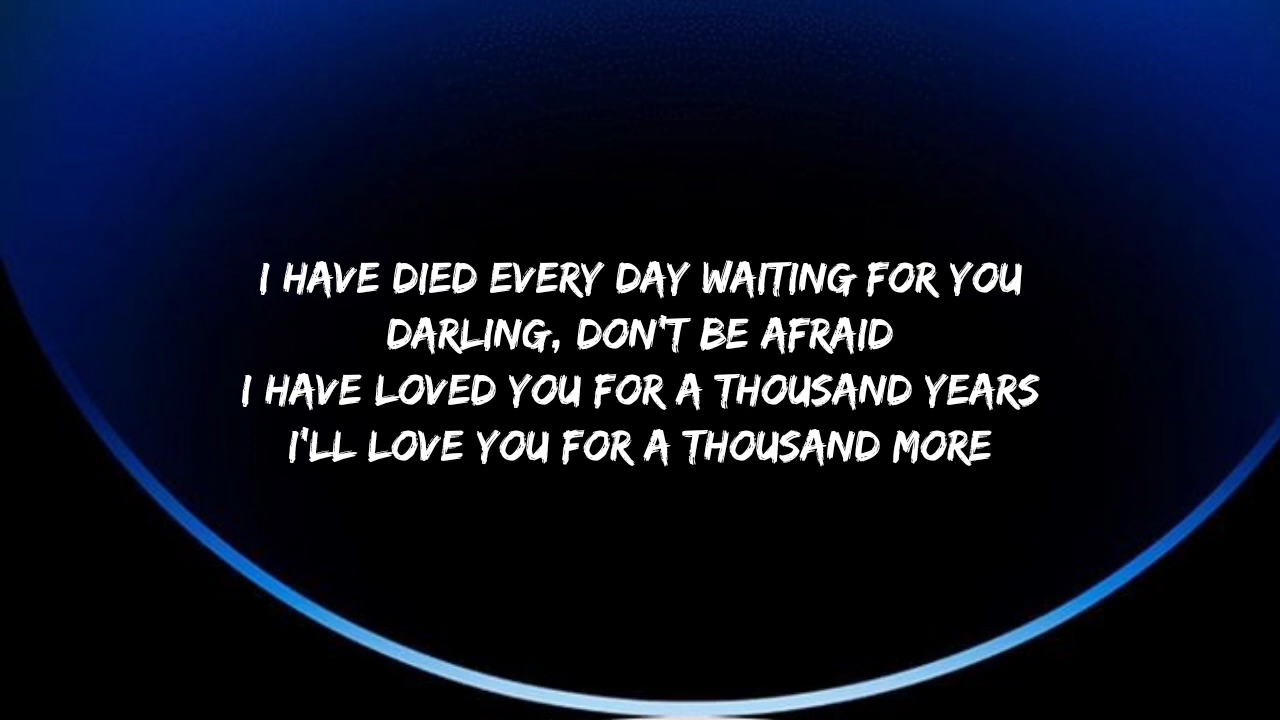 I HAVE DIED EVERY DAY WAITING FOR YOU
DARLING, DON'T BE AFRAID
I HAVE LOVED YOU FOR A THOUSAND YEARS
I'LL LOVE YOU FOR A THOUSAND MORE